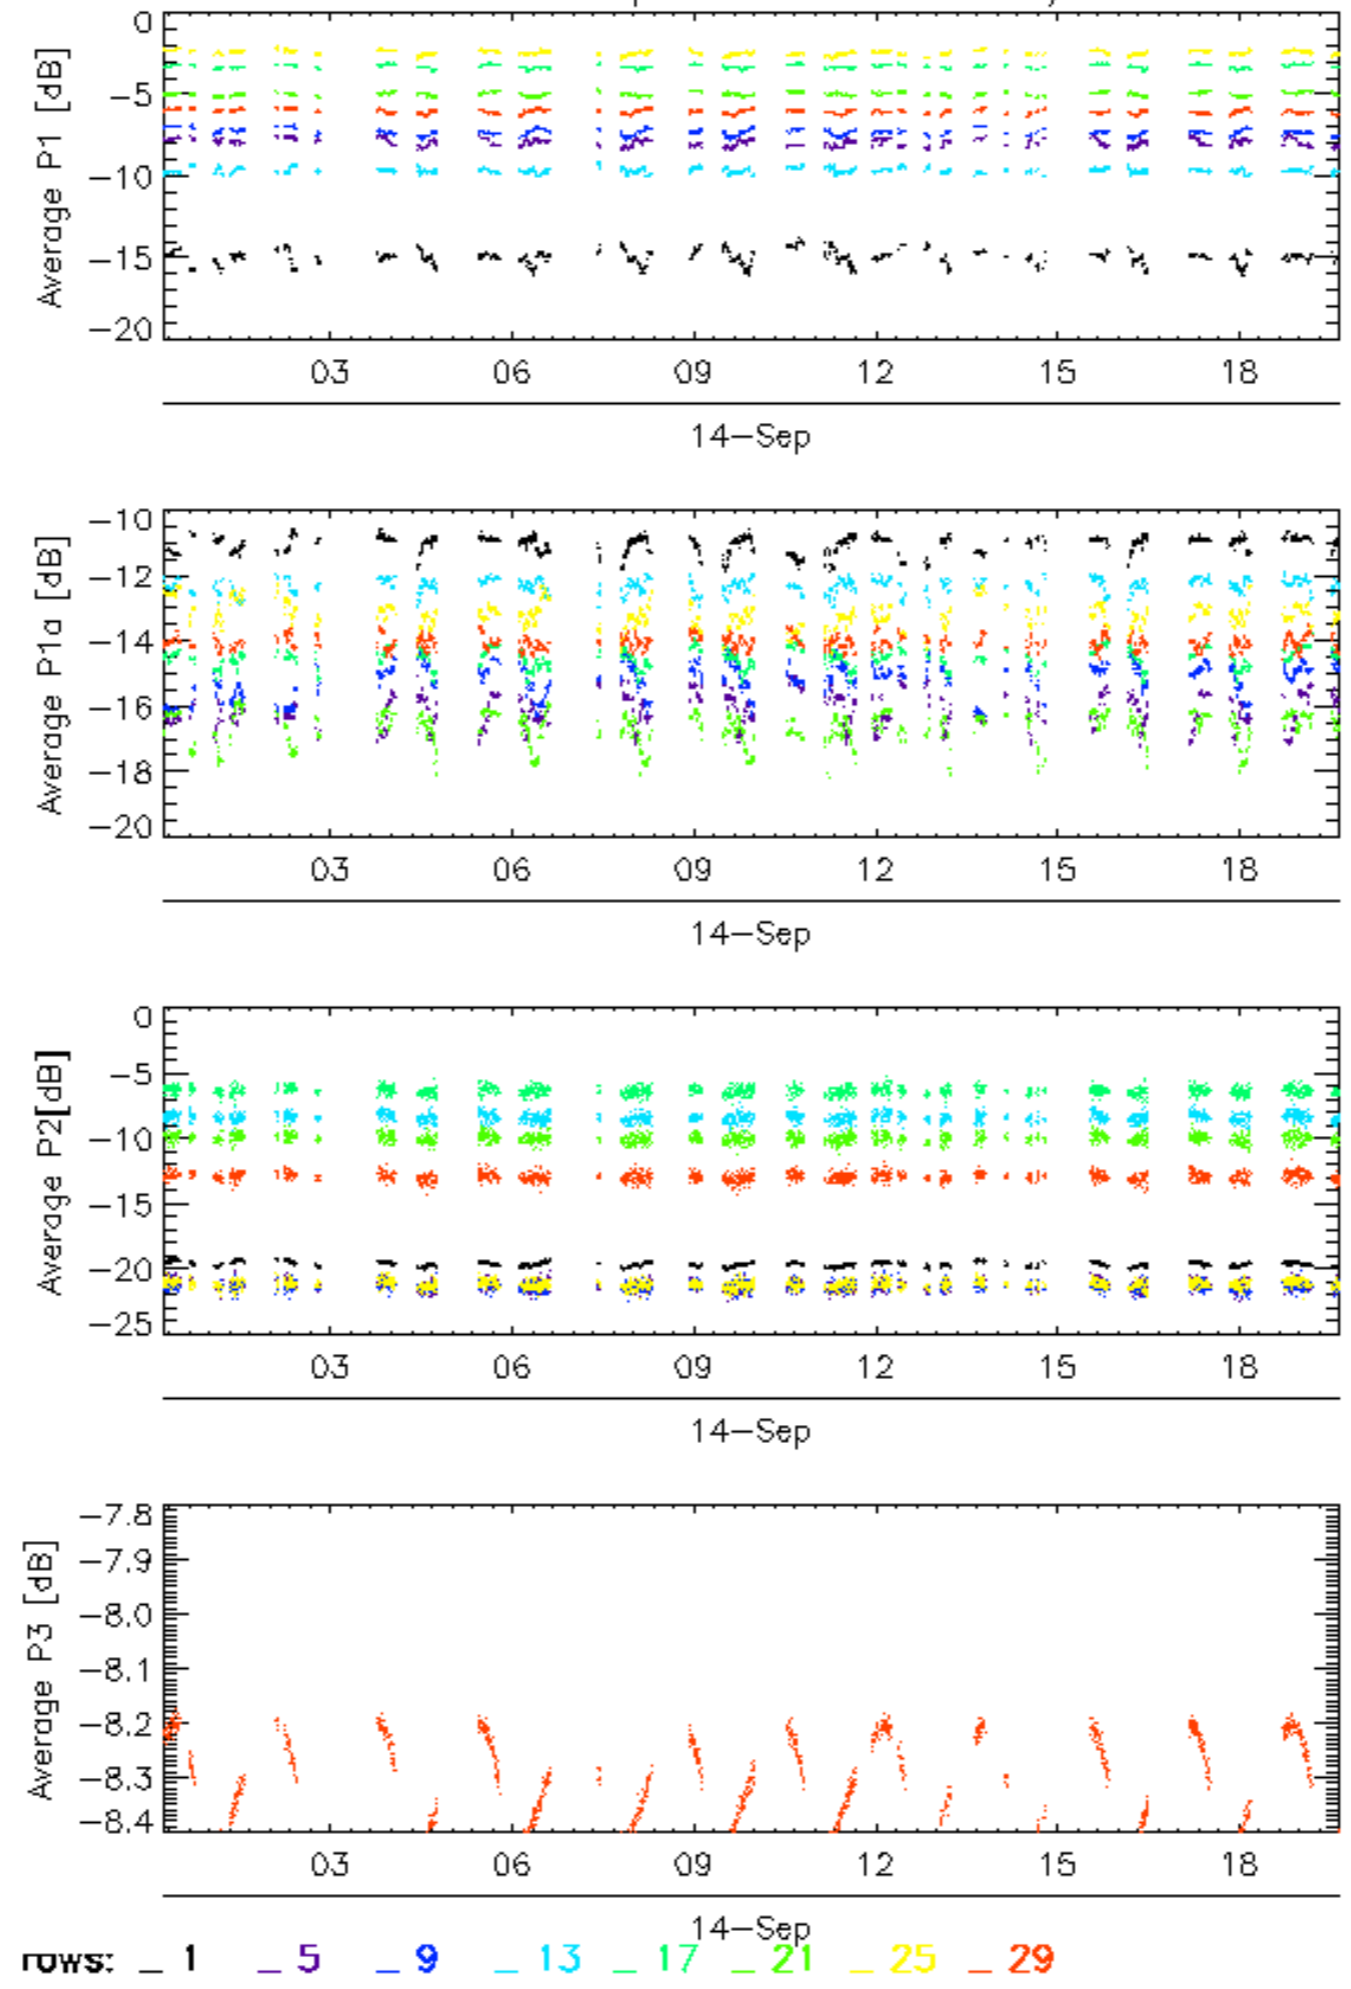 Average P1 [dB]
0
−5
−10
−15
−20
03 06 09 12 15 18
14−Sep
Average P1a [dB]
−10
−12
−14
−16
−18
−20
03 06 09 12 15 18
14−Sep
Average P2[dB]
0
−5
−10
−15
−20
−25
03 06 09 12 15 18
14−Sep
Average P3 [dB]
−7.8
−7.9
−8.0
−8.1
−8.2
−8.3
−8.4
03 06 09 12 15 18
14−Sep
rows: _ 1 _ 5 _ 9 _ 13 _ 17 _ 21 _ 25 _ 29